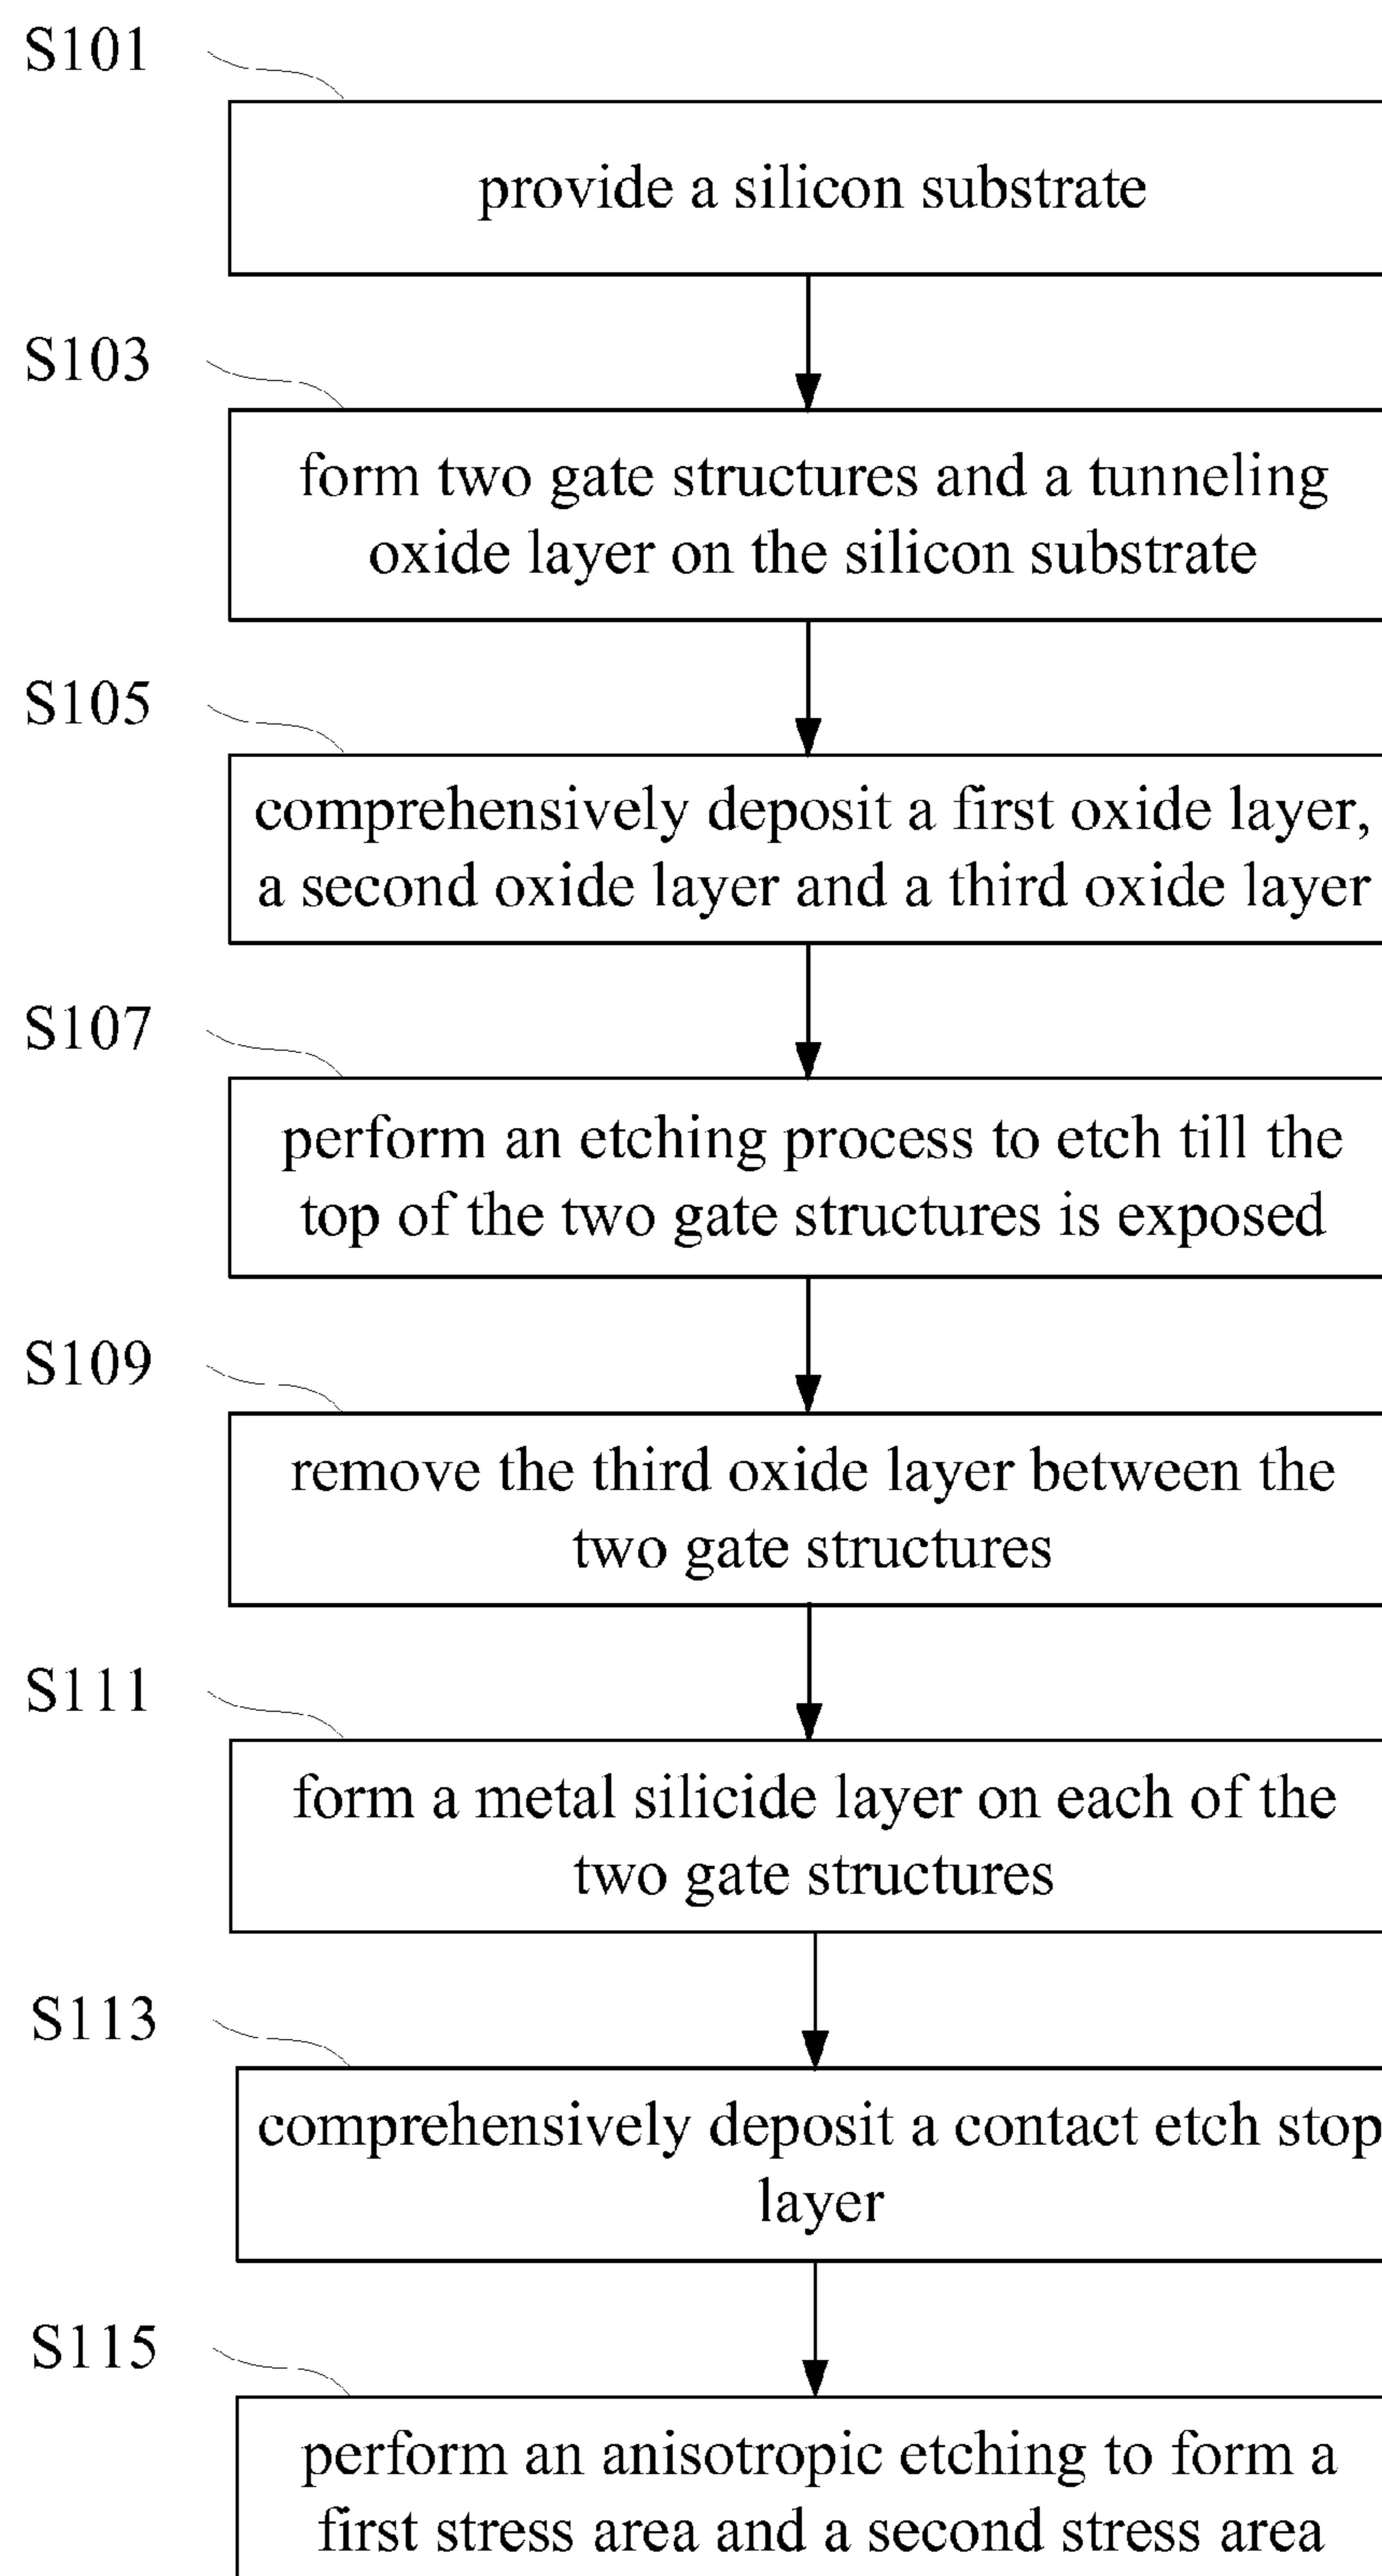 S101
provide a silicon substrate
S103
form two gate structures and a tunneling
oxide layer on the silicon substrate
S105
comprehensively deposit a first oxide layer,
a second oxide layer and a third oxide layer
S107
perform an etching process to etch till the
top of the two gate structures is exposed
S109
remove the third oxide layer between the
two gate structures
S111
form a metal silicide layer on each of the
two gate structures
S113
comprehensively deposit a contact etch stop
layer
S115
perform an anisotropic etching to form a
first stress area and a second stress area